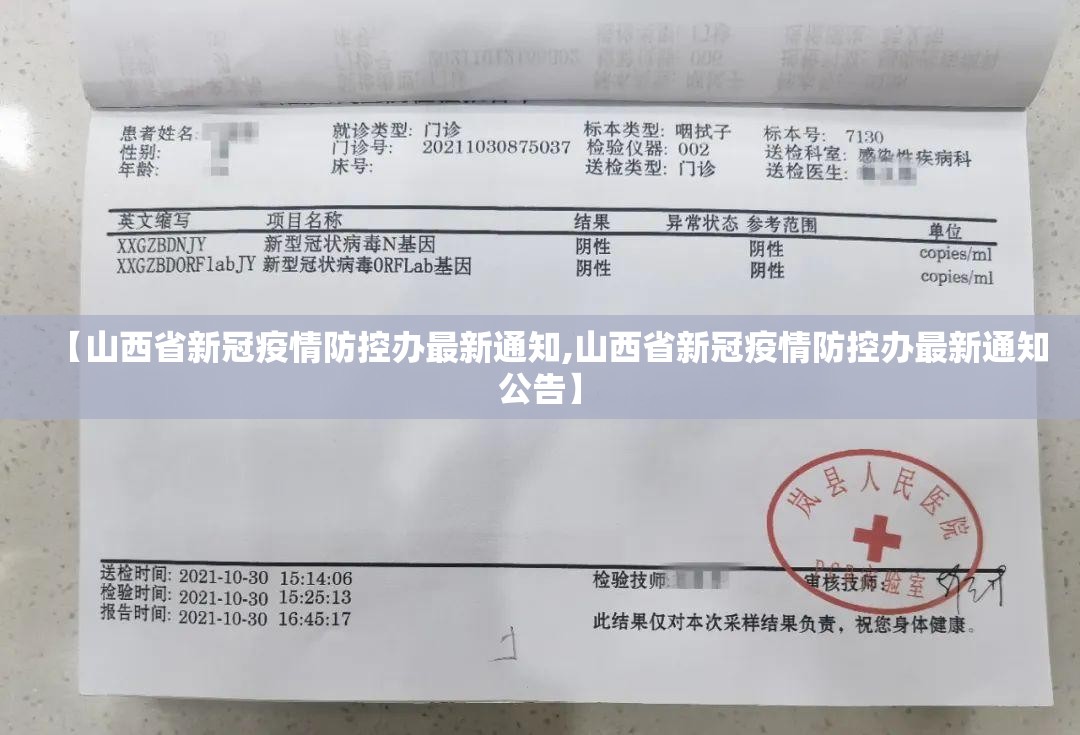 患者姓名:
性别:
年龄:
就诊类型: 门诊
门诊号: 20211030875037
床号:
标本类型: 咽拭子
检验仪器: 002
送检类型: 门诊
标本号: 7130
送检科室: 感染性疾病科
送检医生:
英文缩写 项目名称 结果 异常状态 参考范围 单位
XXGZBDNJY 新型冠状病毒N基因 阴性 阴性 copies/ml
XXGZBDORFlabJY 新型冠状病毒ORFLab基因 阴性 阴性 copies/ml
【山西省新冠疫情防控办最新通知,山西省新冠疫情防控办最新通知
公告】
岚县人民医院
PCR实验室
送检时间: 2021-10-30 15:14:06
检验时间: 2021-10-30 15:25:13
报告时间: 2021-10-30 16:45:17
检验技师:
审核技师:
此结果仅对本次采样结果负责，祝您身体健康。